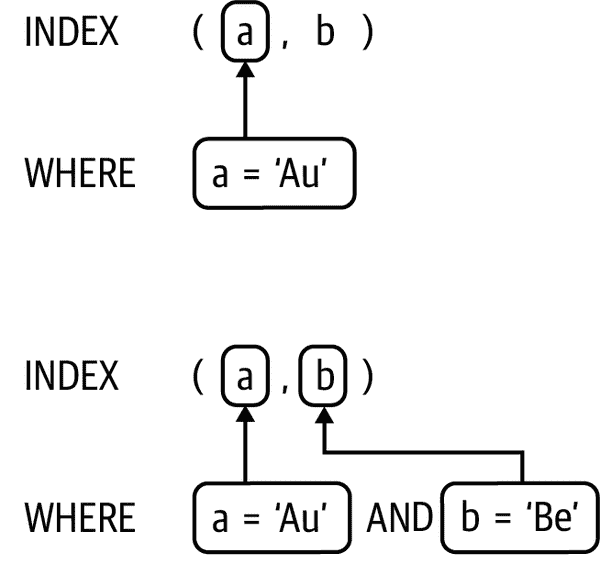 INDEX ( a , b )
WHERE a = ‘Au’
INDEX ( a , b )
WHERE a = ‘Au’ AND b = ‘Be’